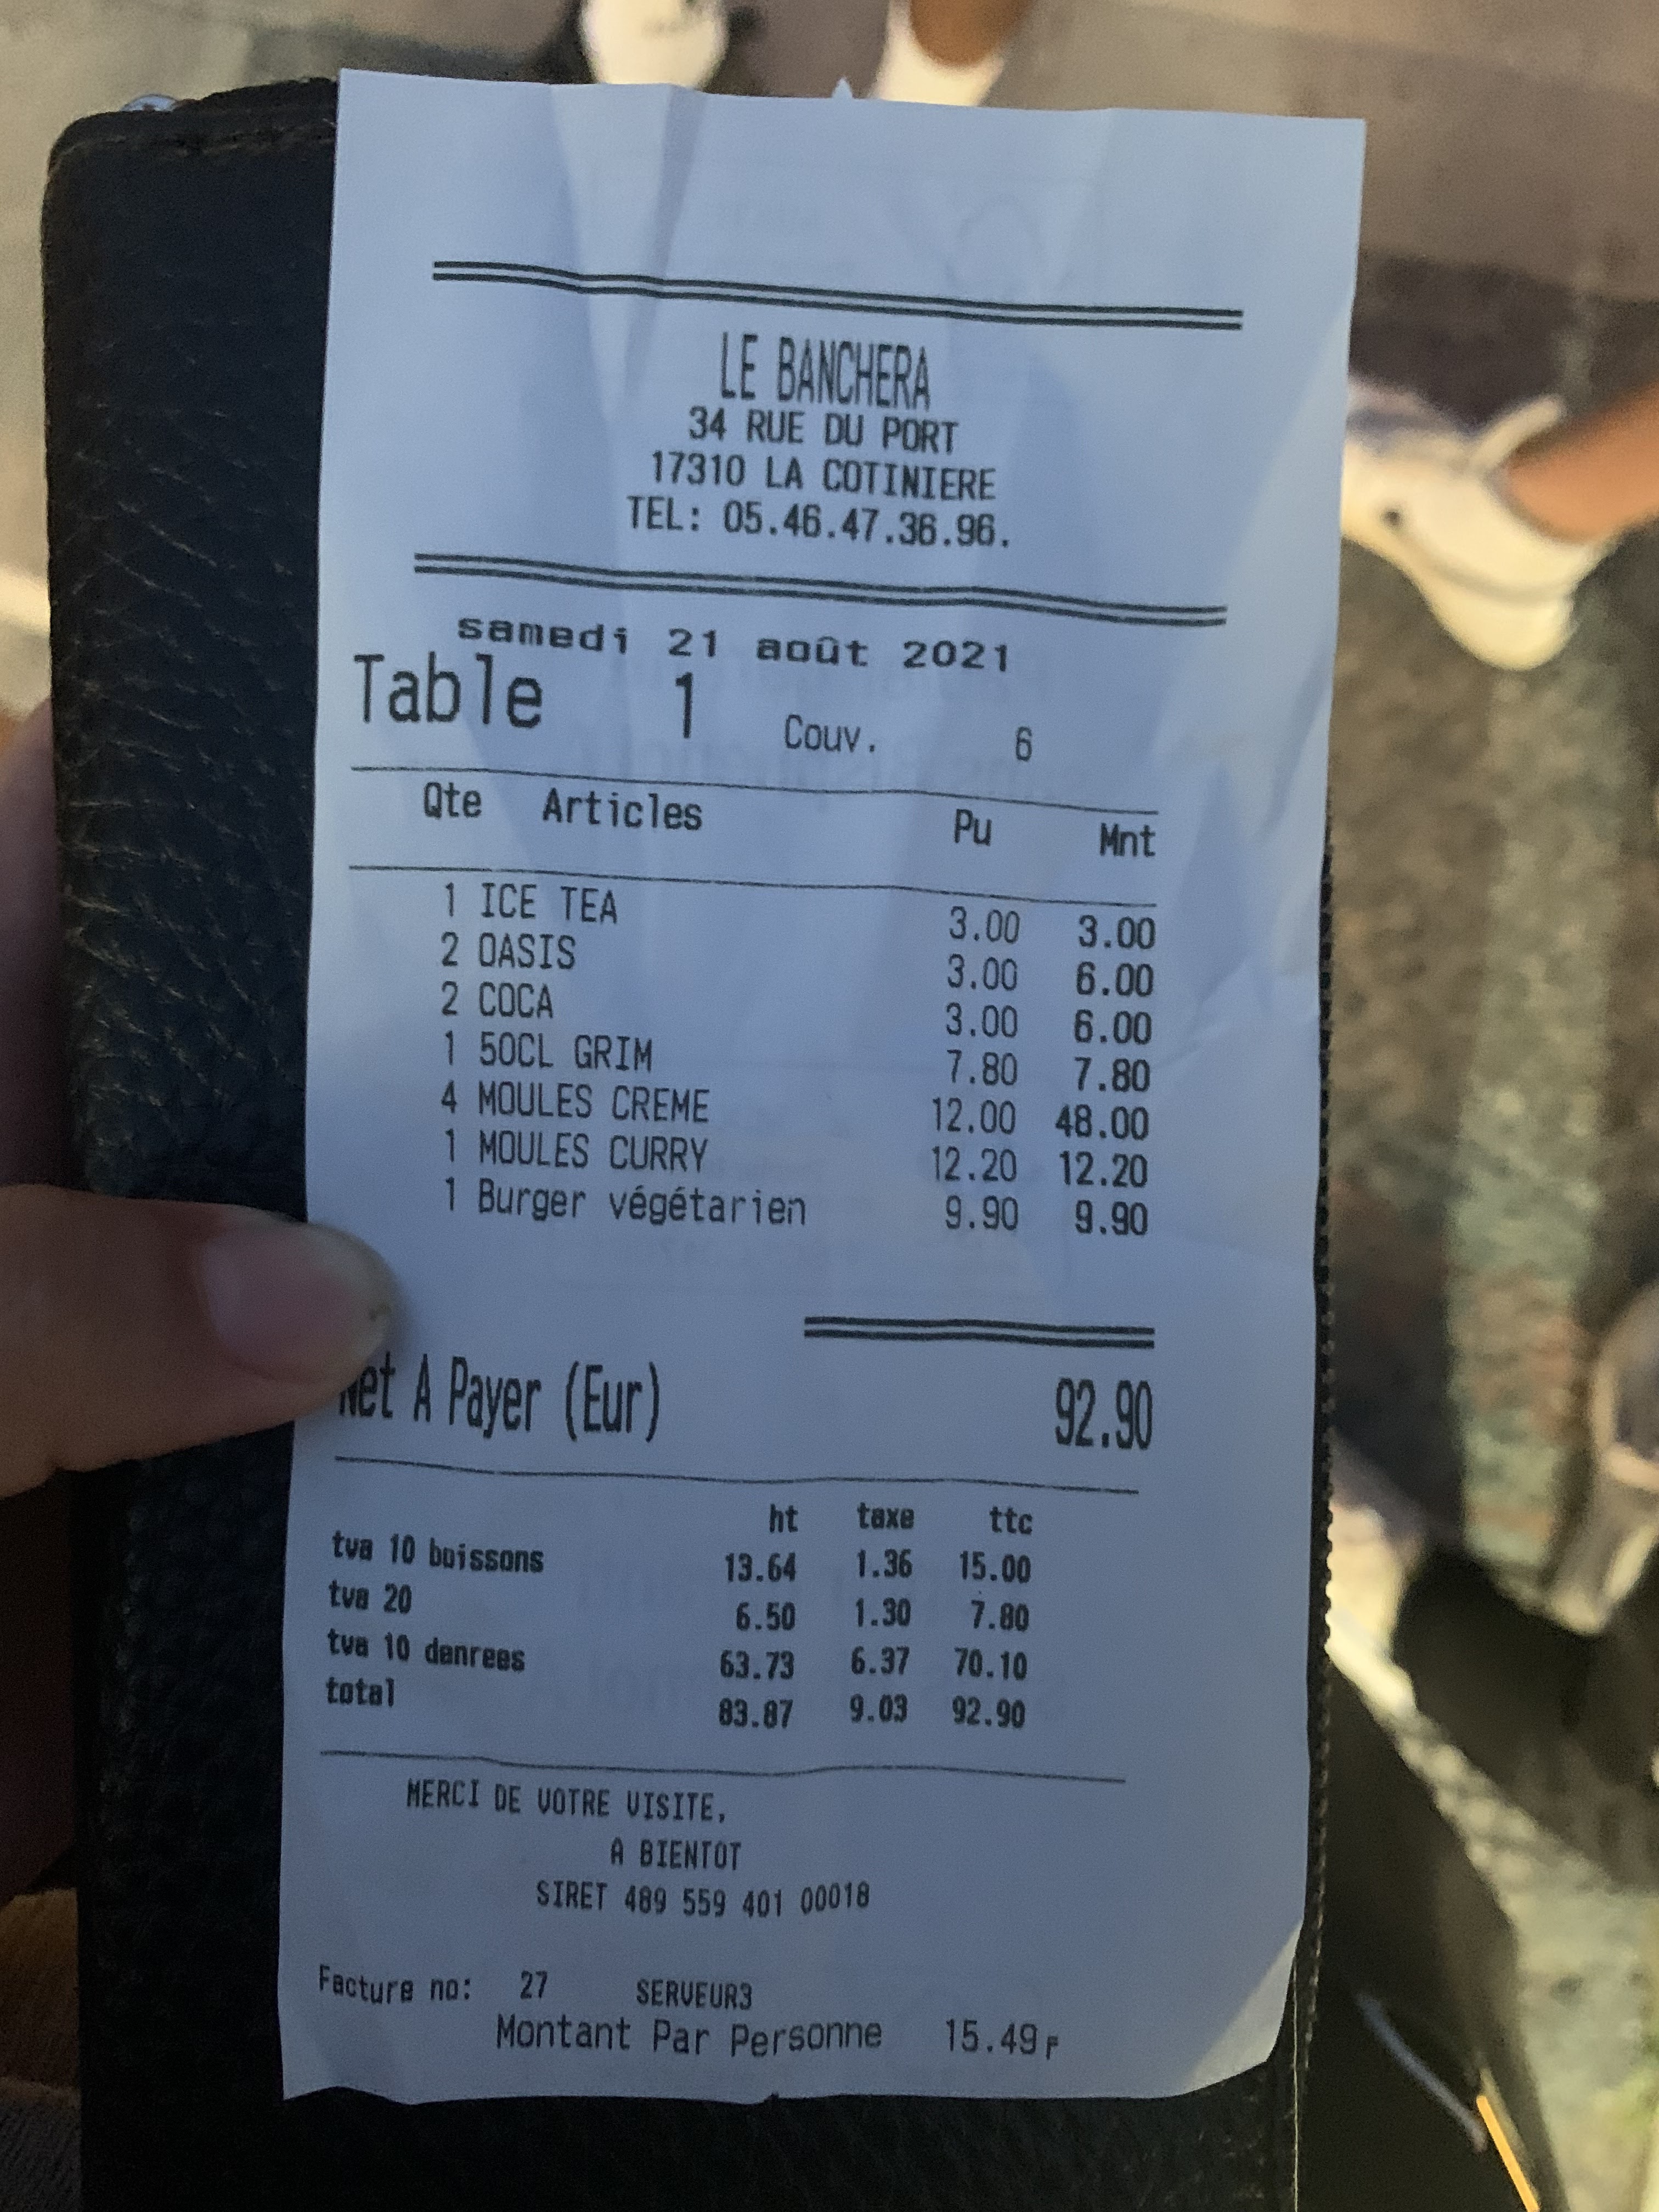 LE BANCHERA
34 RUE DU PORT
17310 LA COTINIERE
TEL: 05.46.47.36.96.
samedi 21 août 2021
Table 1 Couv. 6
Qte Articles Pu Mnt
1 ICE TEA 3.00 3.00
2 OASIS 3.00 6.00
2 COCA 3.00 6.00
1 50CL GRIM 7.80 7.80
4 MOULES CREME 12.00 48.00
1 MOULES CURRY 12.20 12.20
1 Burger végétarien 9.90 9.90
Net A Payer (Eur) 92.90
ht taxe ttc
tva 10 boissons 13.64 1.36 15.00
tva 20 6.50 1.30 7.80
tva 10 denrees 63.73 6.37 70.10
total 83.87 9.03 92.90
MERCI DE VOTRE VISITE,
A BIENTOT
SIRET 489 559 401 00018
Facture no: 27 SERVEUR3
Montant Par Personne 15.49F